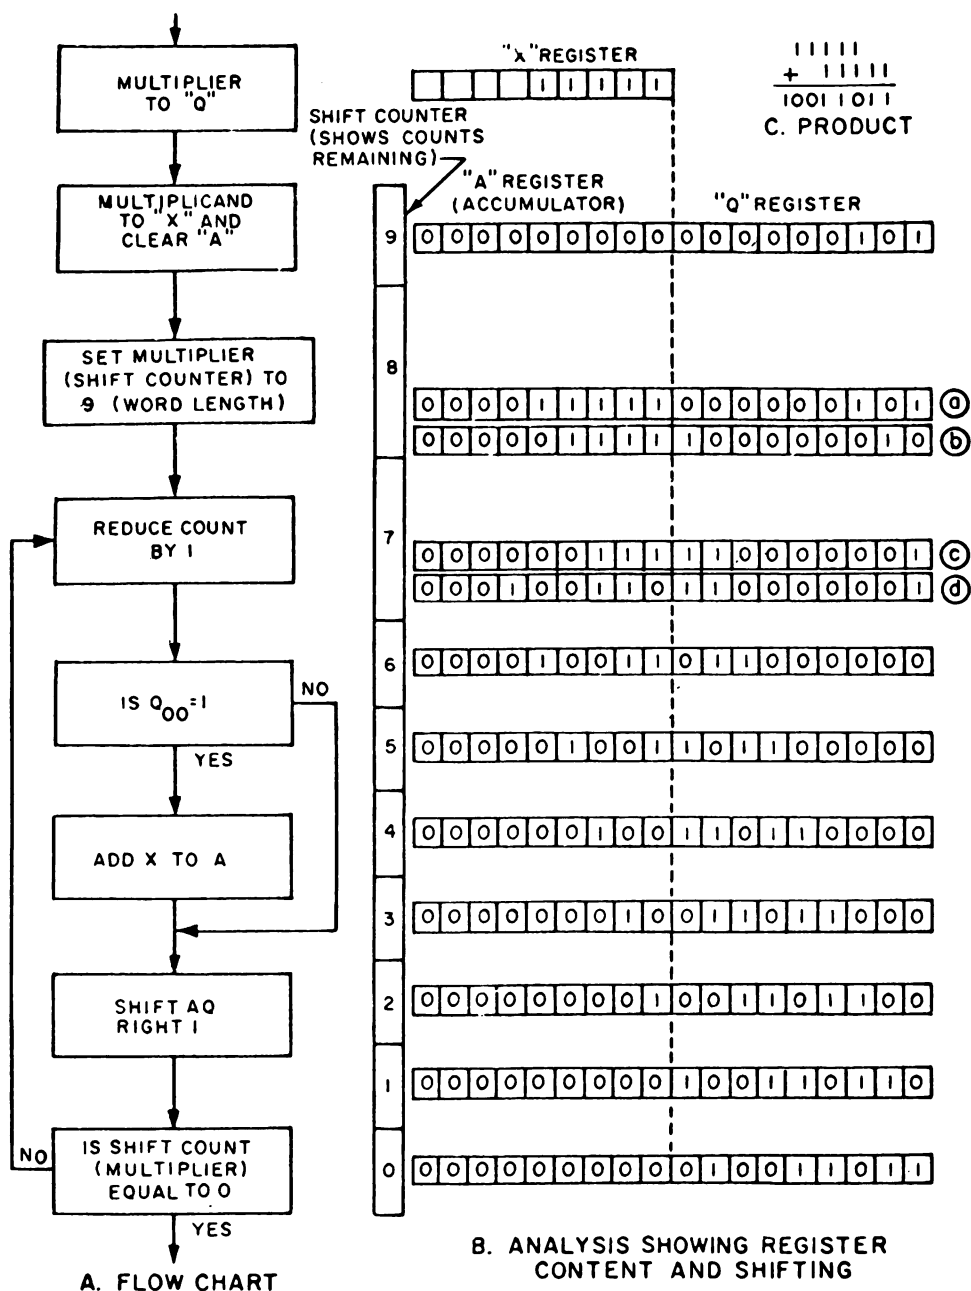 MULTIPLIER
TO "Q"
MULTIPLICAND
TO "X" AND
CLEAR "A"
SET MULTIPLIER
(SHIFT COUNTER) TO
9 (WORD LENGTH)
REDUCE COUNT
BY 1
IS Q00=1
NO
YES
ADD X TO A
SHIFT AQ
RIGHT 1
IS SHIFT COUNT
(MULTIPLIER)
EQUAL TO 0
NO
YES
A. FLOW CHART
"X" REGISTER
1 1 1 1 1
SHIFT COUNTER
(SHOWS COUNTS
REMAINING)
"A" REGISTER
(ACCUMULATOR)
"Q" REGISTER
9 0 0 0 0 0 0 0 0 0 0 0 0 0 0 0 1 0 1
8
0 0 0 0 1 1 1 1 1 0 0 0 0 0 0 1 0 1 a
0 0 0 0 0 1 1 1 1 1 0 0 0 0 0 0 1 0 b
7
0 0 0 0 0 0 1 1 1 1 1 0 0 0 0 0 0 1 c
0 0 0 1 0 0 1 1 0 1 1 0 0 0 0 0 0 1 d
6 0 0 0 0 1 0 0 1 1 0 1 1 0 0 0 0 0 0
5 0 0 0 0 0 1 0 0 1 1 0 1 1 0 0 0 0 0
4 0 0 0 0 0 0 1 0 0 1 1 0 1 1 0 0 0 0
3 0 0 0 0 0 0 0 1 0 0 1 1 0 1 1 0 0 0
2 0 0 0 0 0 0 0 0 1 0 0 1 1 0 1 1 0 0
1 0 0 0 0 0 0 0 0 0 1 0 0 1 1 0 1 1 0
0 0 0 0 0 0 0 0 0 0 0 0 1 0 0 1 1 0 1 1
B. ANALYSIS SHOWING REGISTER
CONTENT AND SHIFTING
11111
+ 11111
10011011
C. PRODUCT